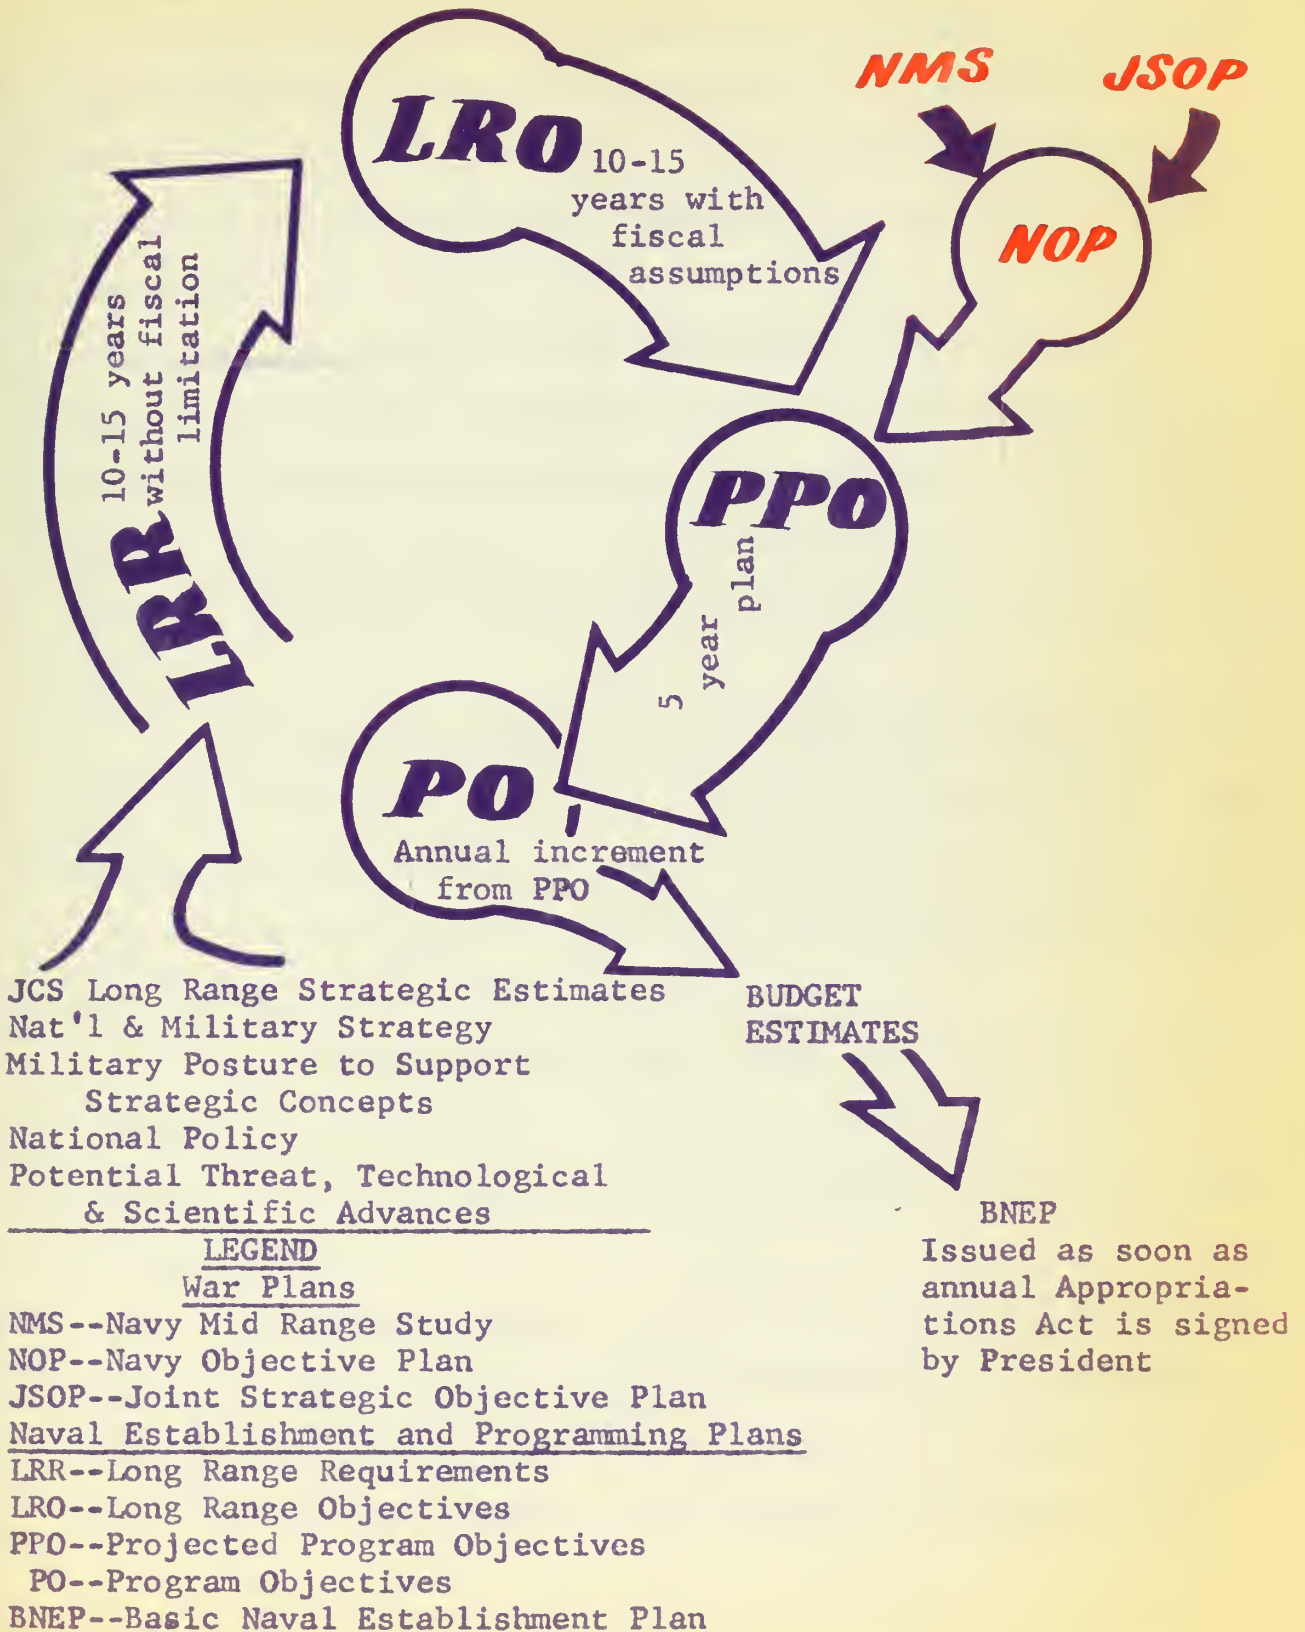 NMS
JSOP
LRO
10-15
years with
fiscal
assumptions
NOP
LRR
10-15 years
without fiscal
limitation
PPO
5
year
plan
PO
Annual increment
from PPO
JCS Long Range Strategic Estimates
Nat'l & Military Strategy
Military Posture to Support
Strategic Concepts
National Policy
Potential Threat, Technological
& Scientific Advances
BUDGET
ESTIMATES
BNEP
Issued as soon as
annual Appropria-
tions Act is signed
by President
LEGEND
War Plans
NMS--Navy Mid Range Study
NOP--Navy Objective Plan
JSOP--Joint Strategic Objective Plan
Naval Establishment and Programming Plans
LRR--Long Range Requirements
LRO--Long Range Objectives
PPO--Projected Program Objectives
PO--Program Objectives
BNEP--Basic Naval Establishment Plan